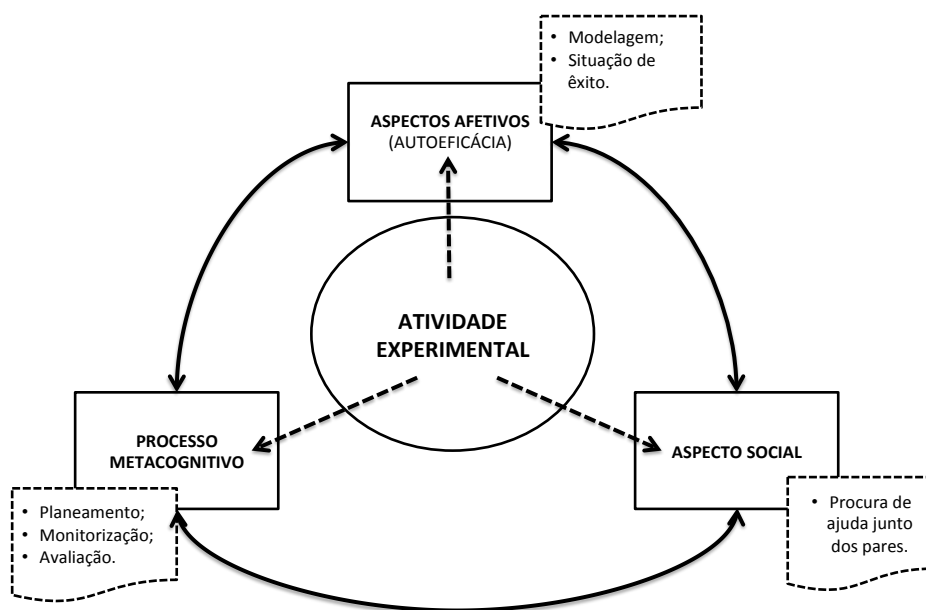 • Modelagem;
• Situação de
êxito.
ASPECTOS AFETIVOS
(AUTOEFICÁCIA)
ATIVIDADE
EXPERIMENTAL
PROCESSO
METACOGNITIVO
ASPECTO SOCIAL
• Planeamento;
• Monitorização;
• Avaliação.
• Procura de
ajuda junto
dos pares.